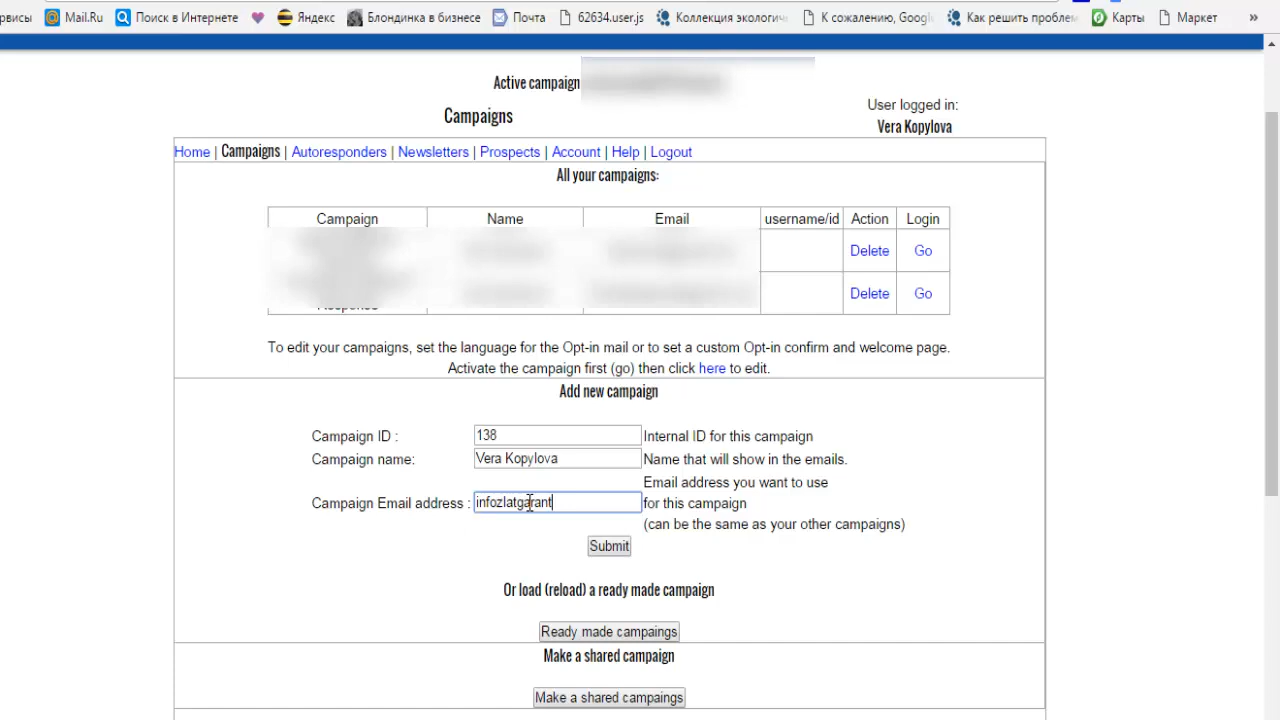 рвисы Mail.Ru Поиск в Интернете Яндекс Блондинка в бизнесе Почта 62634.user.js Коллекция экологич К сожалению, Google Как решить проблем Карты Маркет »
Active campaign
Campaigns
User logged in:
Vera Kopylova
Home | Campaigns | Autoresponders | Newsletters | Prospects | Account | Help | Logout
All your campaigns:
Campaign Name Email username/id Action Login
Delete Go
Delete Go
To edit your campaigns, set the language for the Opt-in mail or to set a custom Opt-in confirm and welcome page.
Activate the campaign first (go) then click here to edit.
Add new campaign
Campaign ID : 138 Internal ID for this campaign
Campaign name: Vera Kopylova Name that will show in the emails.
Email address you want to use
Campaign Email address : infozlatgarant for this campaign
(can be the same as your other campaigns)
Submit
Or load (reload) a ready made campaign
Ready made campaings
Make a shared campaign
Make a shared campaings